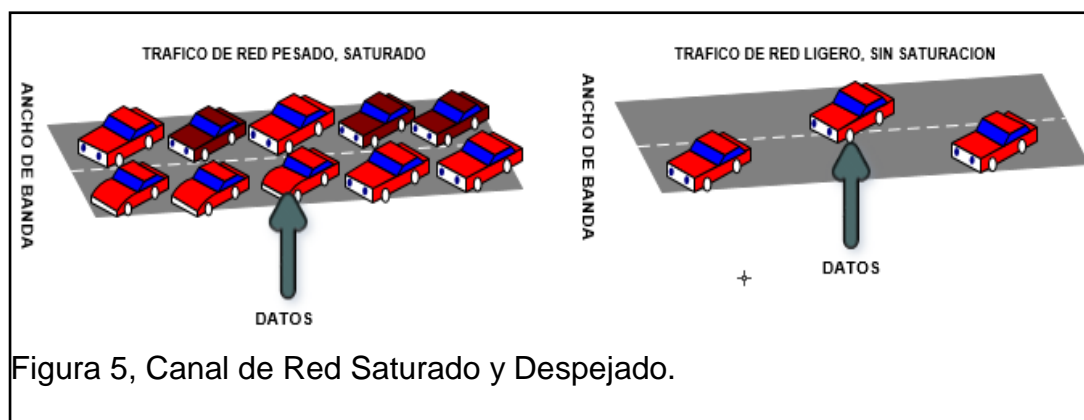 TRAFICO DE RED PESADO, SATURADO
ANCHO DE BANDA
DATOS
TRAFICO DE RED LIGERO, SIN SATURACION
ANCHO DE BANDA
DATOS
Figura 5, Canal de Red Saturado y Despejado.